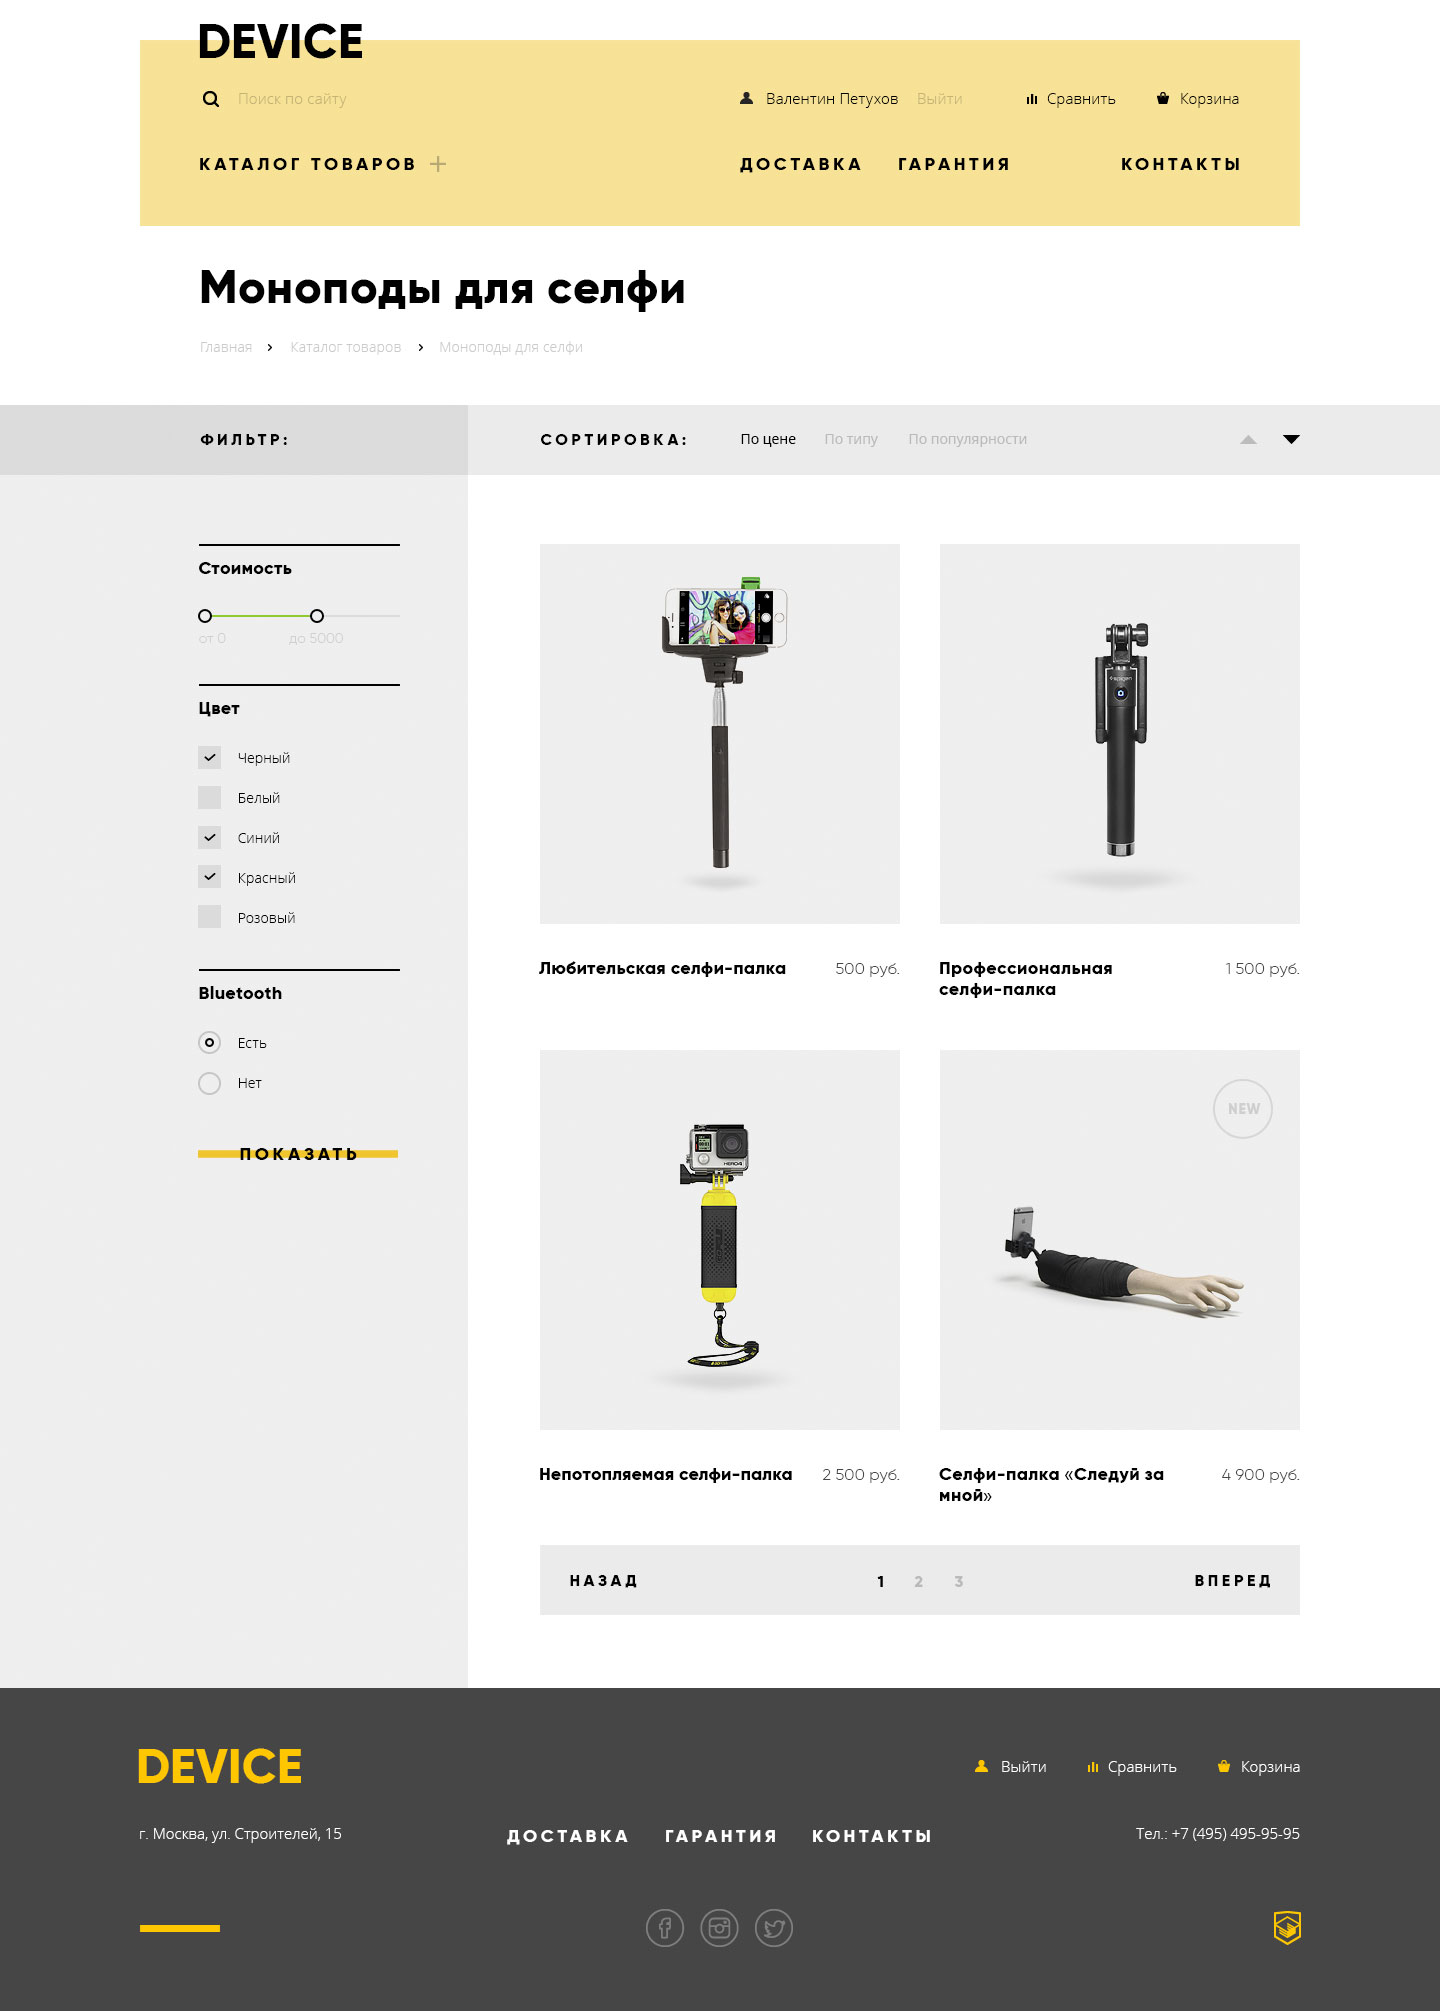 DEVICE
Поиск по сайту
Валентин Петухов Выйти Сравнить Корзина
КАТАЛОГ ТОВАРОВ
ДОСТАВКА ГАРАНТИЯ КОНТАКТЫ
Моноподы для селфи
Главная Каталог товаров Моноподы для селфи
ФИЛЬТР:
СОРТИРОВКА: По цене По типу По популярности
Стоимость
от 0 до 5000
Цвет
Черный
Белый
Синий
Красный
Розовый
Bluetooth
Есть
Нет
ПОКАЗАТЬ
spigen
Любительская селфи-палка 500 руб.
Профессиональная 1 500 руб.
селфи-палка
HERO4
NEW
Непотопляемая селфи-палка 2 500 руб.
Селфи-палка «Следуй за 4 900 руб.
мной»
НАЗАД 1 2 3 ВПЕРЕД
DEVICE
Выйти Сравнить Корзина
г. Москва, ул. Строителей, 15
ДОСТАВКА ГАРАНТИЯ КОНТАКТЫ
Тел.: +7 (495) 495-95-95